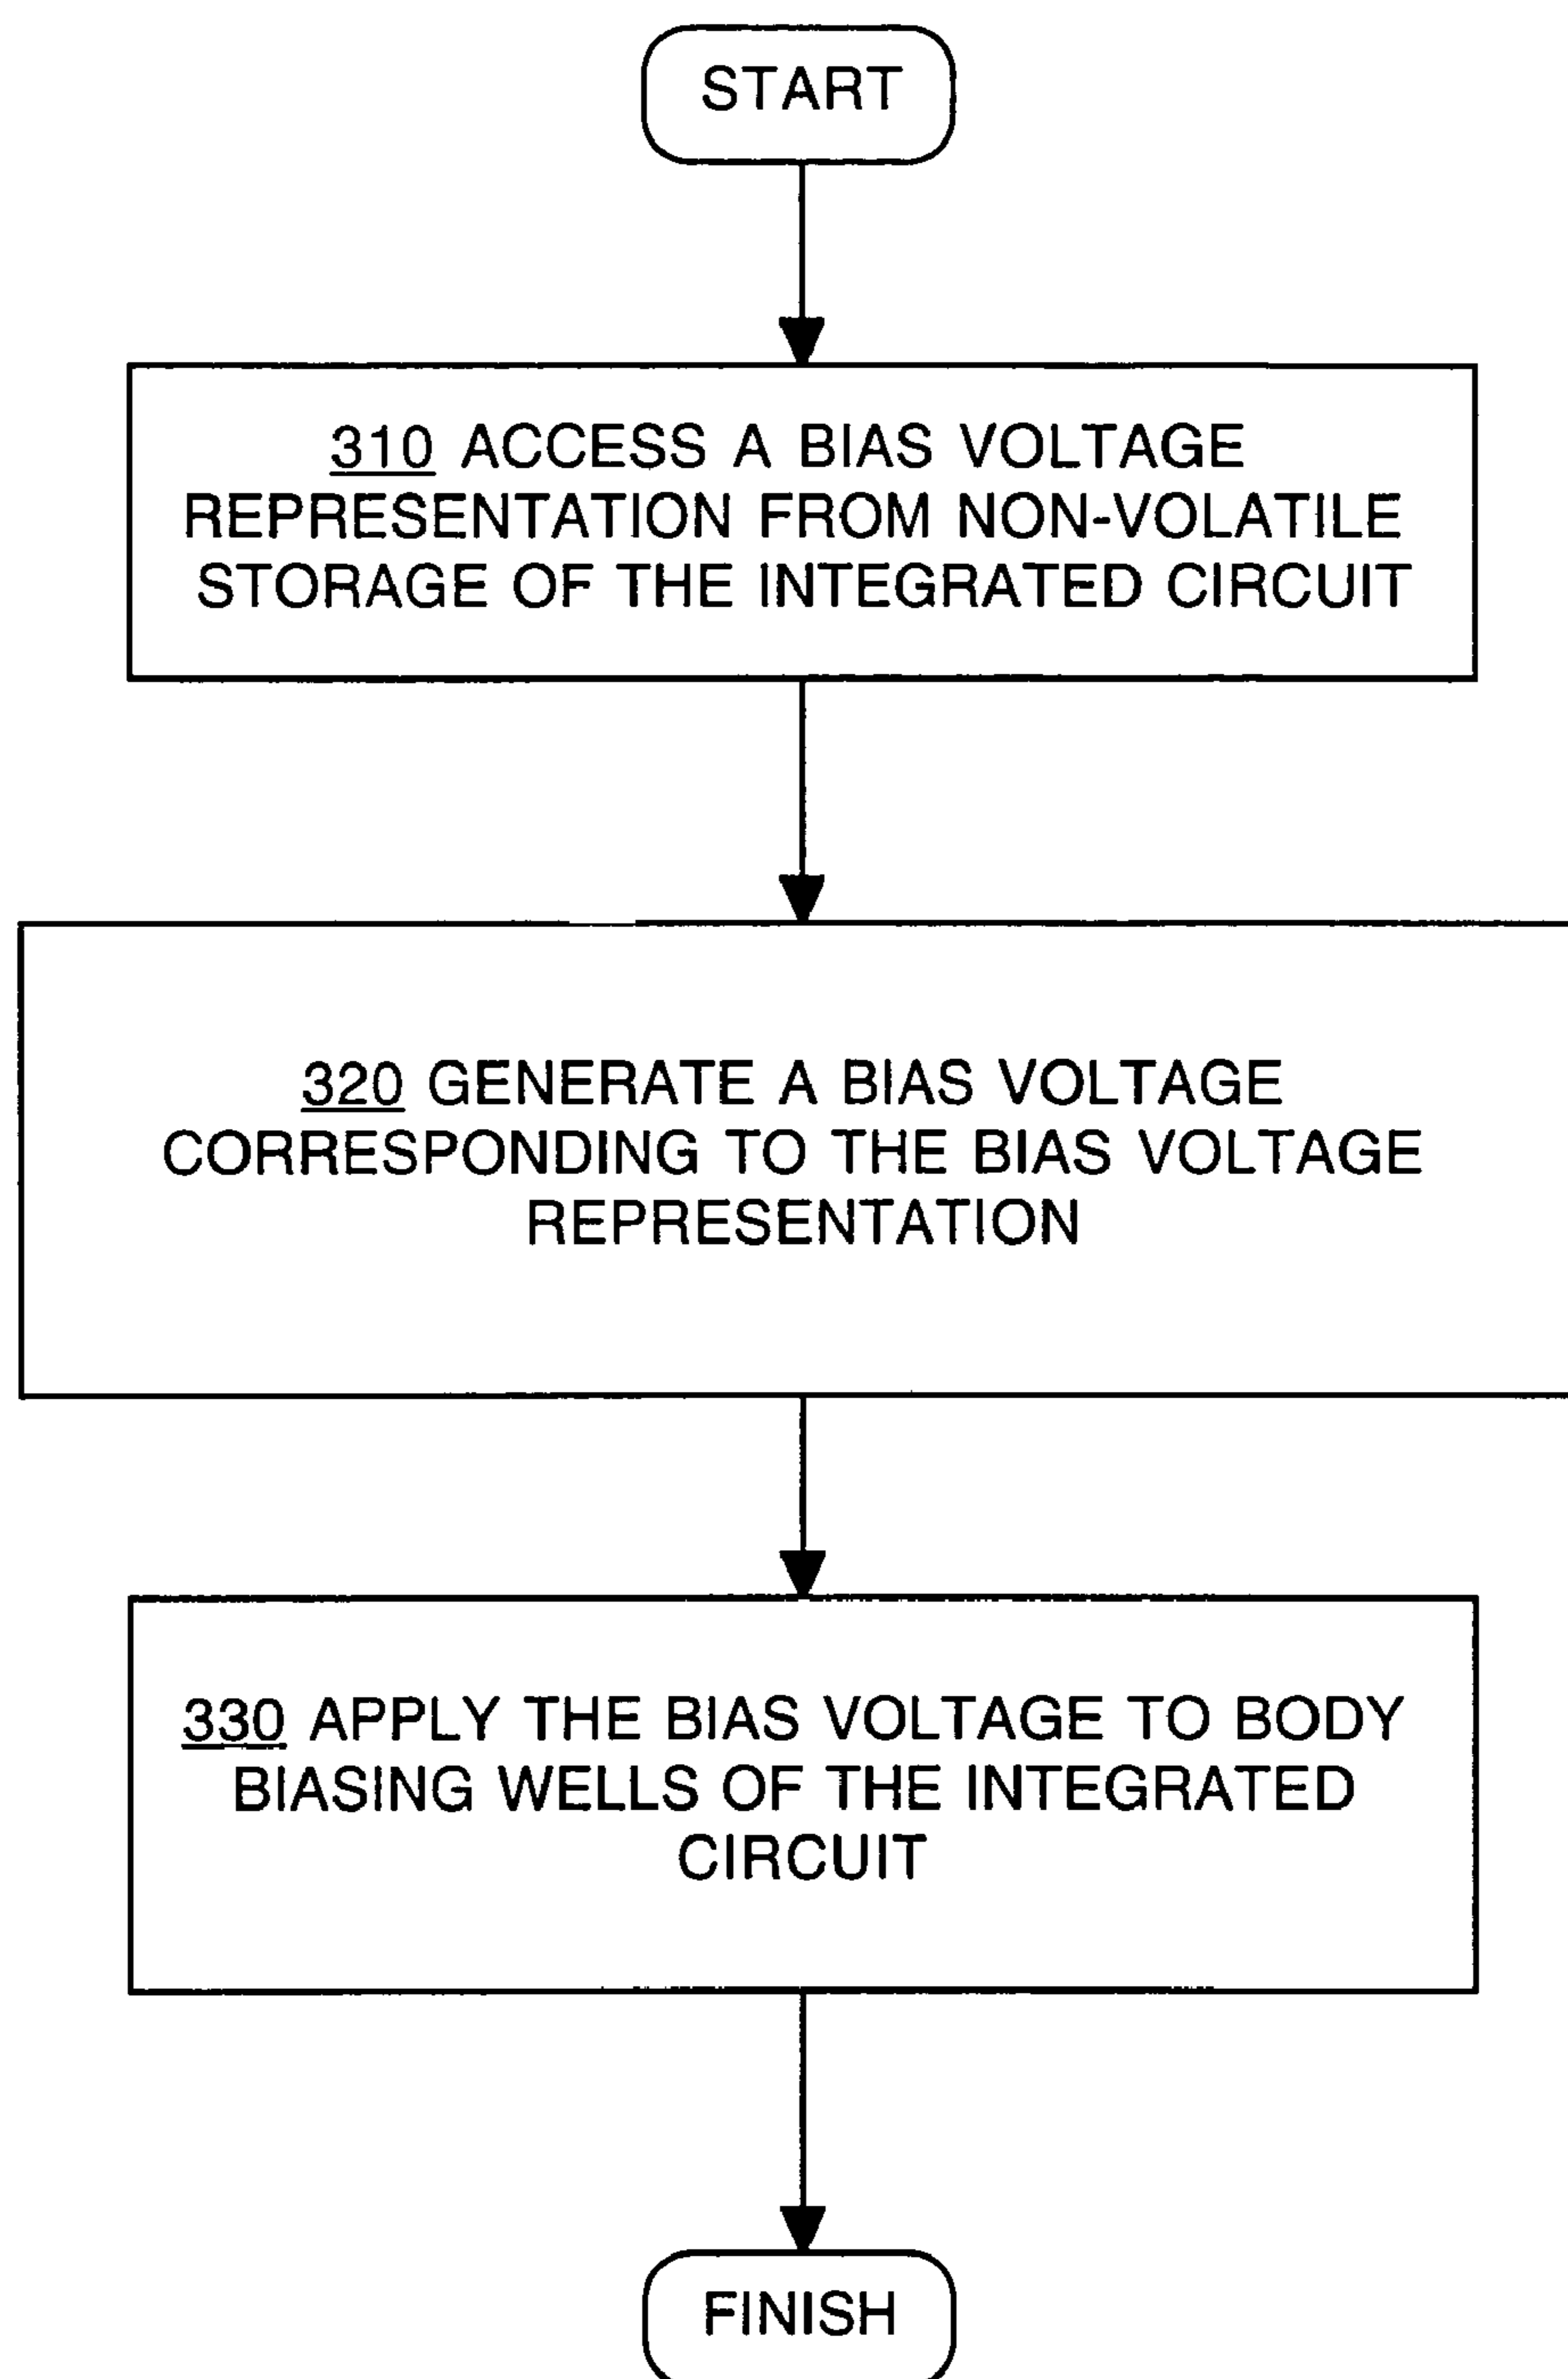 START
310 ACCESS A BIAS VOLTAGE
REPRESENTATION FROM NON-VOLATILE
STORAGE OF THE INTEGRATED CIRCUIT
320 GENERATE A BIAS VOLTAGE
CORRESPONDING TO THE BIAS VOLTAGE
REPRESENTATION
330 APPLY THE BIAS VOLTAGE TO BODY
BIASING WELLS OF THE INTEGRATED
CIRCUIT
FINISH